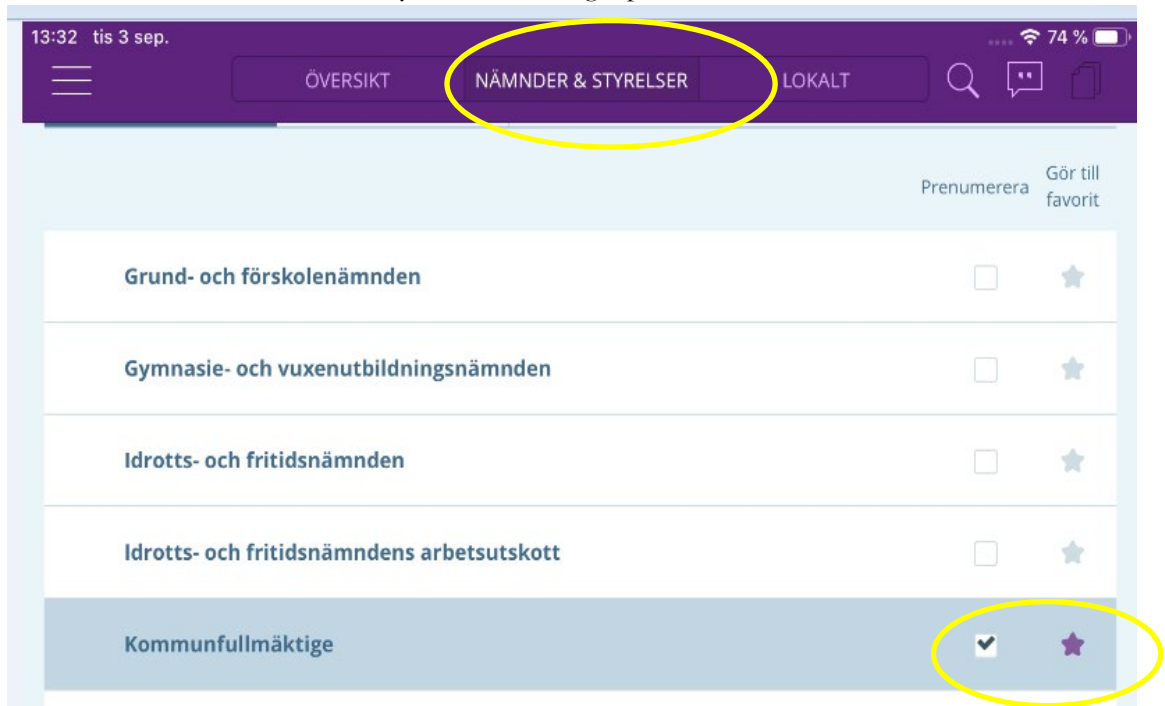 13:32 tis 3 sep. 74 %
ÖVERSIKT NÄMNDER & STYRELSER LOKALT
Prenumerera Gör till favorit
Grund- och förskolenämnden
Gymnasie- och vuxenutbildningsnämnden
Idrotts- och fritidsnämnden
Idrotts- och fritidsnämndens arbetsutskott
Kommunfullmäktige